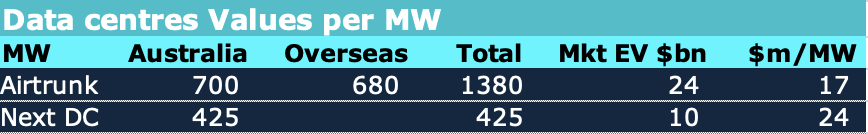 Data centres Values per MW
MW Australia Overseas Total Mkt EV $bn $m/MW
Airtrunk 700 680 1380 24 17
Next DC 425 425 10 24